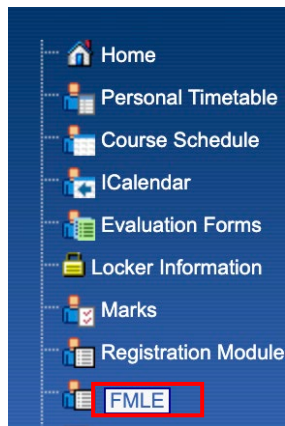 Home
Personal Timetable
Course Schedule
ICalendar
Evaluation Forms
Locker Information
Marks
Registration Module
FMLE